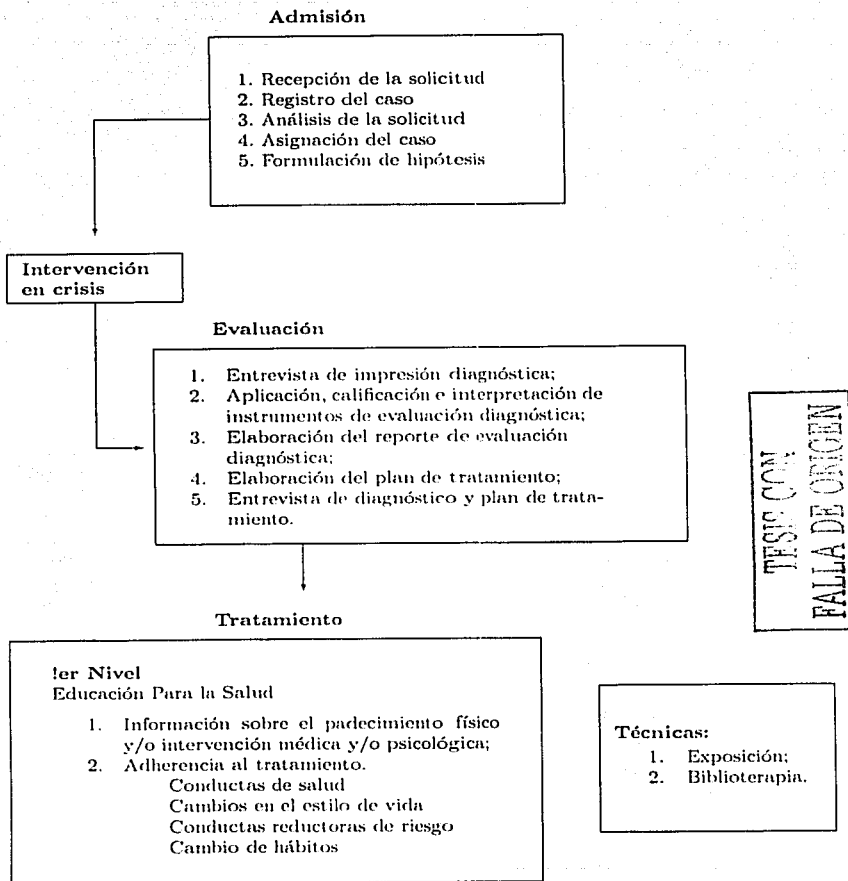 Admisión
1. Recepción de la solicitud
2. Registro del caso
3. Análisis de la solicitud
4. Asignación del caso
5. Formulación de hipótesis
Intervención
en crisis
Evaluación
1. Entrevista de impresión diagnóstica;
2. Aplicación, calificación e interpretación de
instrumentos de evaluación diagnóstica;
3. Elaboración del reporte de evaluación
diagnóstica;
4. Elaboración del plan de tratamiento;
5. Entrevista de diagnóstico y plan de trata-
miento.
TESIS CON
FALLA DE ORIGEN
Tratamiento
!er Nivel
Educación Para la Salud
1. Información sobre el padecimiento físico
y/o intervención médica y/o psicológica;
2. Adherencia al tratamiento.
Conductas de salud
Cambios en el estilo de vida
Conductas reductoras de riesgo
Cambio de hábitos
Técnicas:
1. Exposición;
2. Biblioterapia.